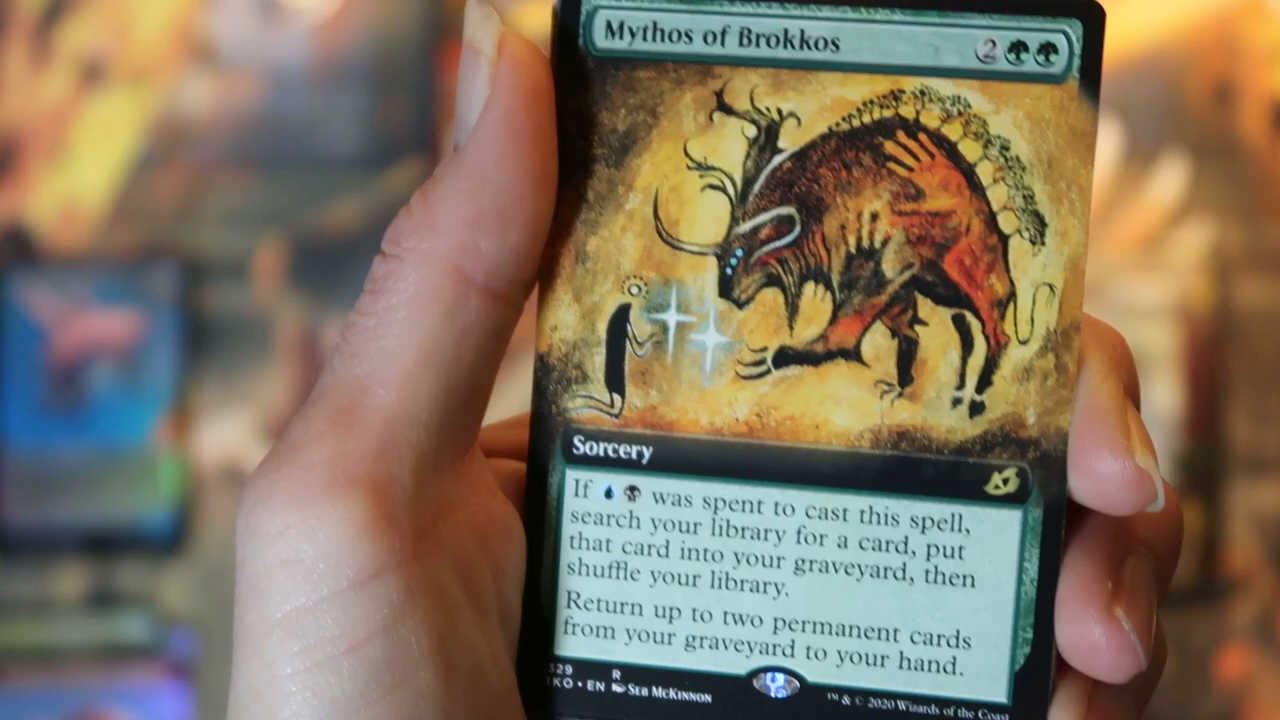 Mythos of Brokkos 2
Sorcery
If was spent to cast this spell,
search your library for a card, put
that card into your graveyard, then
shuffle your library.
Return up to two permanent cards
from your graveyard to your hand.
329 R
IKO • EN SEB MCKINNON ™ & © 2020 Wizards of the Coast